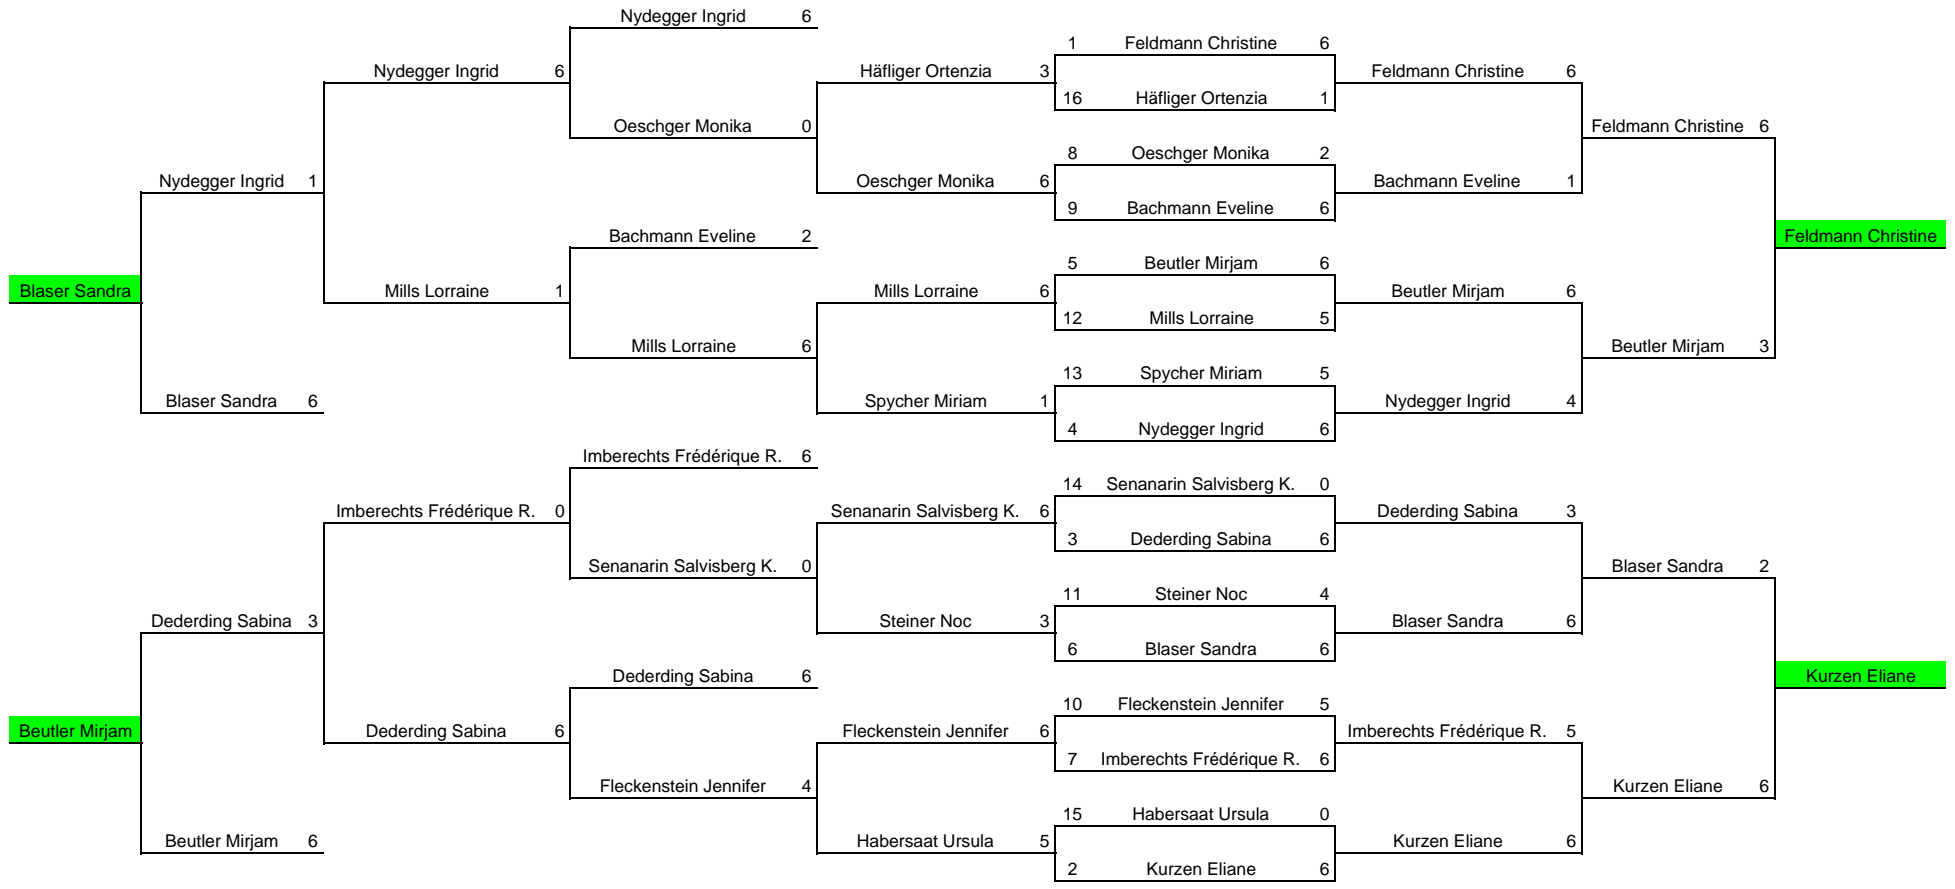 Nydegger Ingrid 6
1 Feldmann Christine 6
Nydegger Ingrid 6 Häfliger Ortenzia 3 Feldmann Christine 6
16 Häfliger Ortenzia 1
Oeschger Monika 0 Feldmann Christine 6
8 Oeschger Monika 2
Nydegger Ingrid 1 Oeschger Monika 6 Bachmann Eveline 1
9 Bachmann Eveline 6
Bachmann Eveline 2 Feldmann Christine
5 Beutler Mirjam 6
Blaser Sandra Mills Lorraine 1 Mills Lorraine 6 Beutler Mirjam 6
12 Mills Lorraine 5
Mills Lorraine 6 Beutler Mirjam 3
13 Spycher Miriam 5
Blaser Sandra 6 Spycher Miriam 1 Nydegger Ingrid 4
4 Nydegger Ingrid 6
Imberechts Frédérique R. 6
14 Senanarin Salvisberg K. 0
Imberechts Frédérique R. 0 Senanarin Salvisberg K. 6 Dederding Sabina 3
3 Dederding Sabina 6
Senanarin Salvisberg K. 0 Blaser Sandra 2
11 Steiner Noc 4
Dederding Sabina 3 Steiner Noc 3 Blaser Sandra 6
6 Blaser Sandra 6
Dederding Sabina 6 Kurzen Eliane
10 Fleckenstein Jennifer 5
Beutler Mirjam Dederding Sabina 6 Fleckenstein Jennifer 6 Imberechts Frédérique R. 5
7 Imberechts Frédérique R. 6
Fleckenstein Jennifer 4 Kurzen Eliane 6
15 Habersaat Ursula 0
Beutler Mirjam 6 Habersaat Ursula 5 Kurzen Eliane 6
2 Kurzen Eliane 6